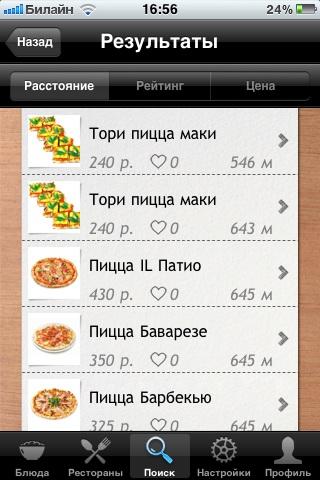 Билайн 16:56 24%
Назад Результаты
Расстояние Рейтинг Цена
Тори пицца маки
240 р. 0 546 м
Тори пицца маки
240 р. 0 643 м
Пицца IL Патио
430 р. 0 645 м
Пицца Баварезе
350 р. 0 645 м
Пицца Барбекью
325 р. 0 645 м
Блюда Рестораны Поиск Настройки Профиль